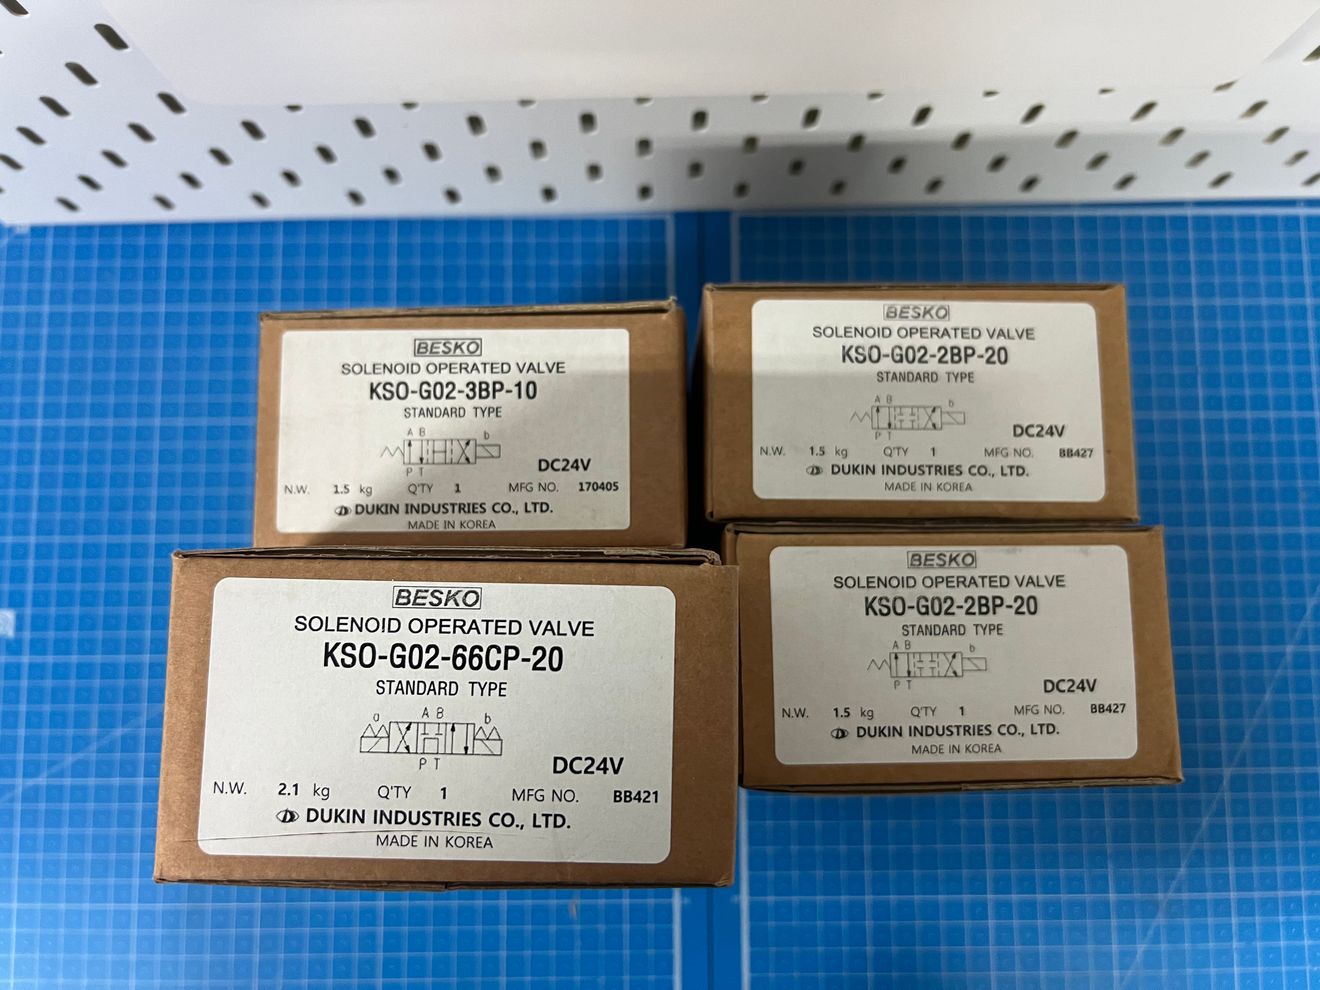 BESKO
SOLENOID OPERATED VALVE
KSO-G02-3BP-10
STANDARD TYPE
A B
b
P T
DC24V
N.W. 1.5 kg Q'TY 1 MFG NO. 170405
DUKIN INDUSTRIES CO., LTD.
MADE IN KOREA
BESKO
SOLENOID OPERATED VALVE
KSO-G02-2BP-20
STANDARD TYPE
A B
b
P T
DC24V
N.W. 1.5 kg Q'TY 1 MFG NO. BB427
DUKIN INDUSTRIES CO., LTD.
MADE IN KOREA
BESKO
SOLENOID OPERATED VALVE
KSO-G02-66CP-20
STANDARD TYPE
a A B b
P T
DC24V
N.W. 2.1 kg Q'TY 1 MFG NO. BB421
DUKIN INDUSTRIES CO., LTD.
MADE IN KOREA
BESKO
SOLENOID OPERATED VALVE
KSO-G02-2BP-20
STANDARD TYPE
A B
b
P T
DC24V
N.W. 1.5 kg Q'TY 1 MFG NO. BB427
DUKIN INDUSTRIES CO., LTD.
MADE IN KOREA